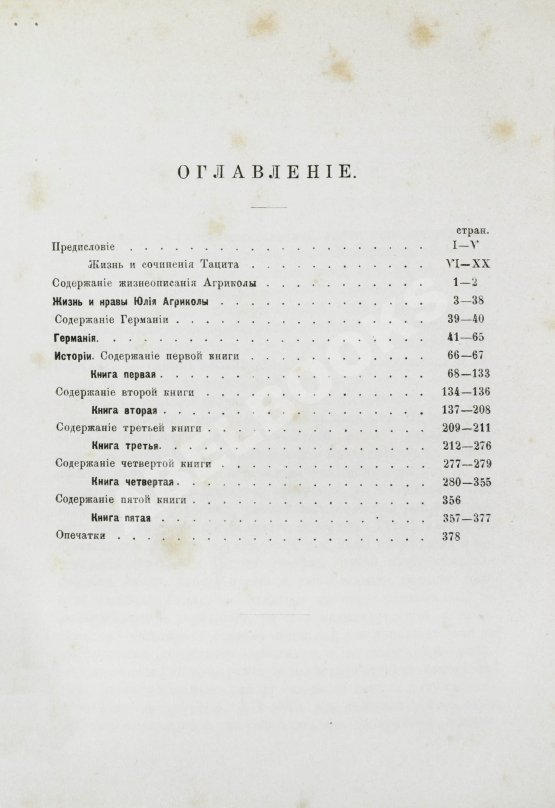 ОГЛАВЛЕНІЕ.
стран.
Предисловіе . . . . . . . . . . . . . . . . . . I—V
Жизнь и сочиненія Тацита . . . . . . . . . . . VI—XX
Содержаніе жизнеописанія Агриколы . . . . . . . . . . 1—2
Жизнь и нравы Юлія Агриколы . . . . . . . . . . . . 3—38
Содержаніе Германіи . . . . . . . . . . . . . . . 39—40
Германія. . . . . . . . . . . . . . . . . . . 41—65
Исторіи. Содержаніе первой книги . . . . . . . . . . . 66—67
Книга первая . . . . . . . . . . . . . . . 68—133
Содержаніе второй книги . . . . . . . . . . . . . 134—136
Книга вторая . . . . . . . . . . . . . . . 137—208
Содержаніе третьей книги . . . . . . . . . . . . . 209—211
Книга третья. . . . . . . . . . . . . . . . 212—276
Содержаніе четвертой книги . . . . . . . . . . . . 277—279
Книга четвертая. . . . . . . . . . . . . . . 280—355
Содержаніе пятой книги . . . . . . . . . . . . . . 356
Книга пятая . . . . . . . . . . . . . . . 357—377
Опечатки . . . . . . . . . . . . . . . . . . 378